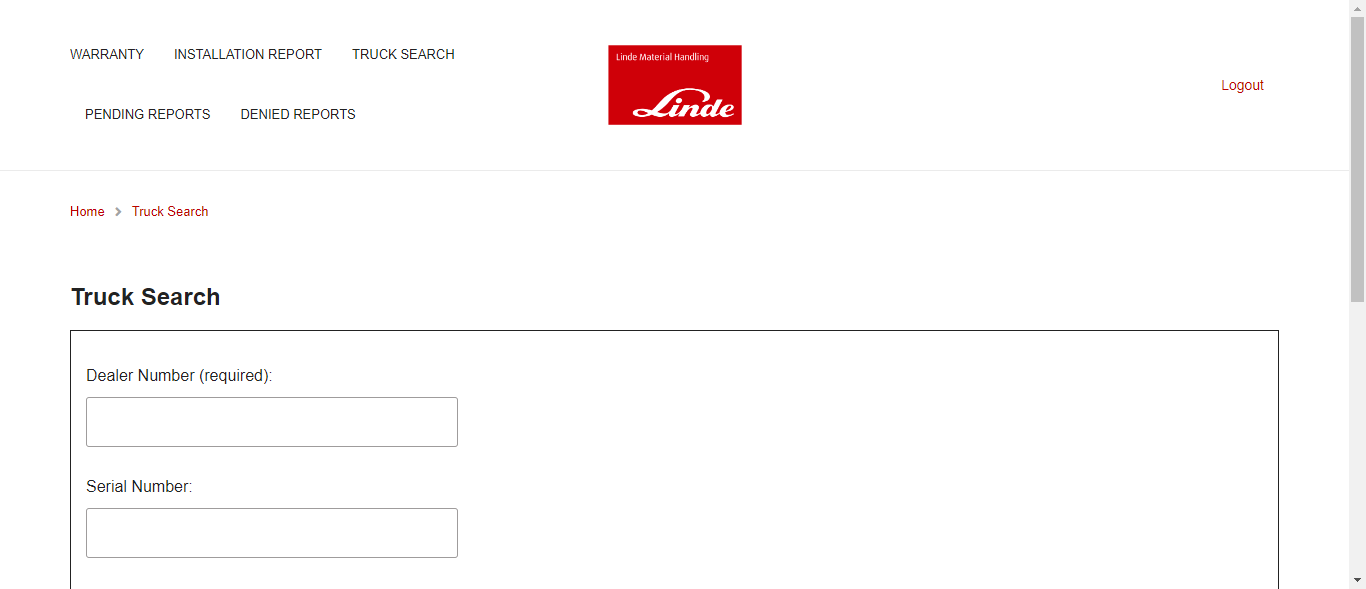 WARRANTY INSTALLATION REPORT TRUCK SEARCH
PENDING REPORTS DENIED REPORTS
Linde Material Handling
Linde
Logout
Home > Truck Search
Truck Search
Dealer Number (required):
Serial Number: